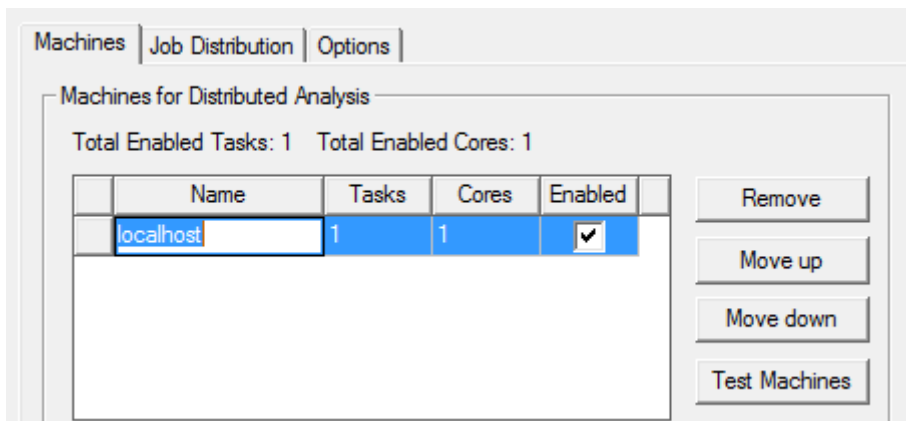 Machines Job Distribution Options
Machines for Distributed Analysis
Total Enabled Tasks: 1 Total Enabled Cores: 1
Name Tasks Cores Enabled
localhost 1 1
Remove
Move up
Move down
Test Machines